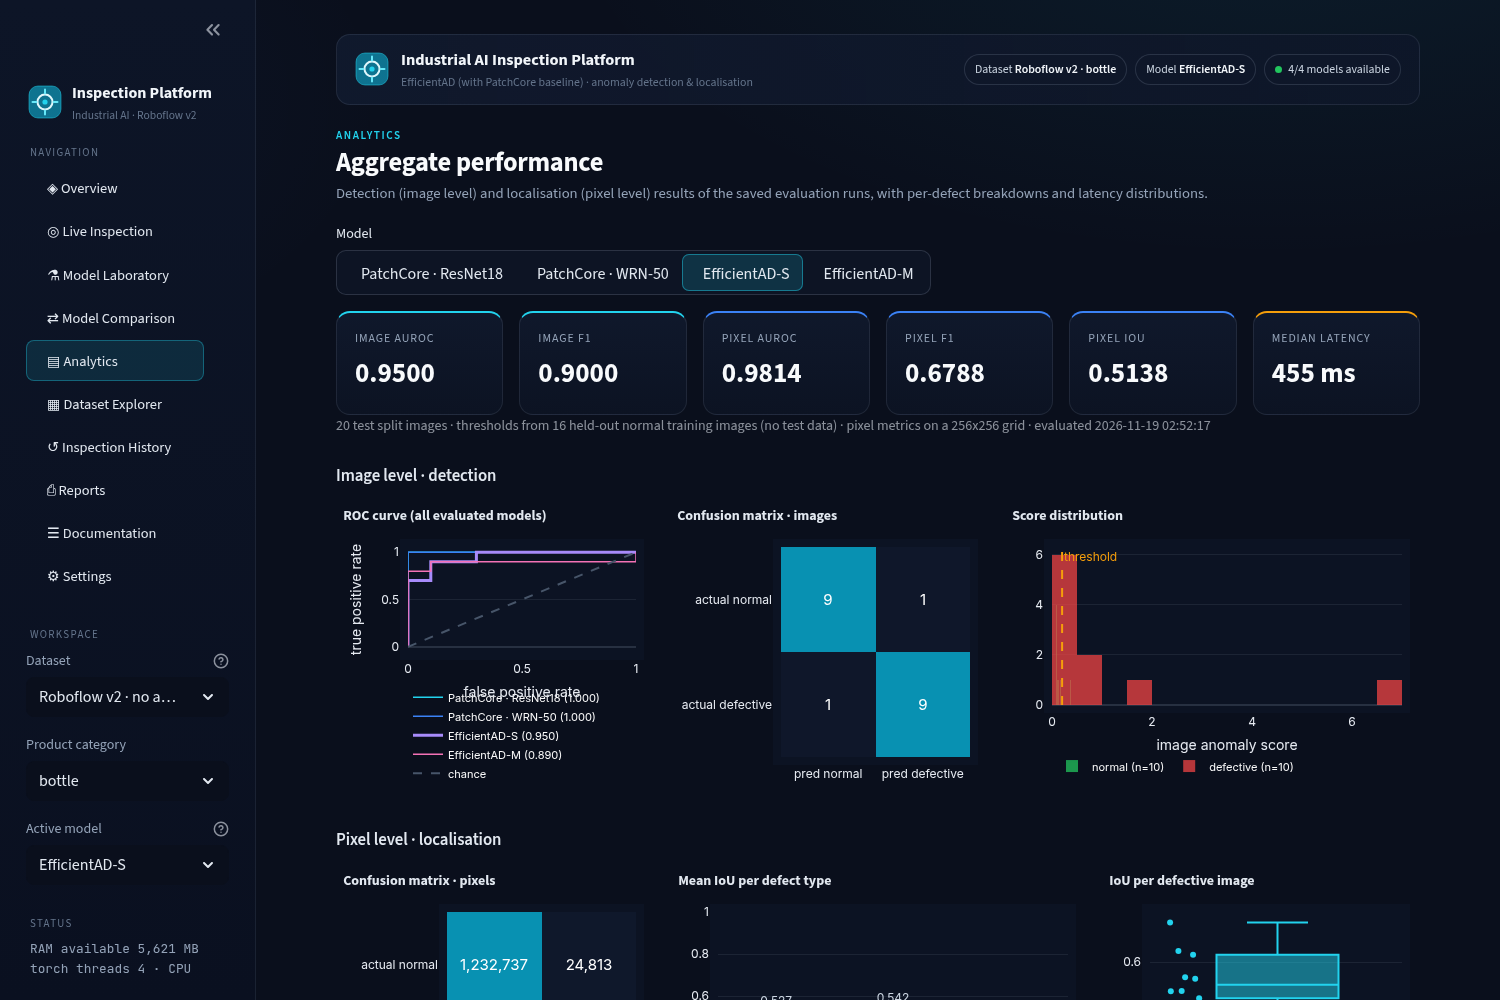 Inspection Platform
Industrial AI · Roboflow v2
NAVIGATION
Overview
Live Inspection
Model Laboratory
Model Comparison
Analytics
Dataset Explorer
Inspection History
Reports
Documentation
Settings
WORKSPACE
Dataset
Roboflow v2 · no a...
Product category
bottle
Active model
EfficientAD-S
STATUS
RAM available 5,621 MB
torch threads 4 · CPU
Industrial AI Inspection Platform
EfficientAD (with PatchCore baseline) · anomaly detection & localisation
Dataset Roboflow v2 · bottle
Model EfficientAD-S
4/4 models available
ANALYTICS
Aggregate performance
Detection (image level) and localisation (pixel level) results of the saved evaluation runs, with per-defect breakdowns and latency distributions.
Model
PatchCore · ResNet18
PatchCore · WRN-50
EfficientAD-S
EfficientAD-M
IMAGE AUROC
0.9500
IMAGE F1
0.9000
PIXEL AUROC
0.9814
PIXEL F1
0.6788
PIXEL IOU
0.5138
MEDIAN LATENCY
455 ms
20 test split images · thresholds from 16 held-out normal training images (no test data) · pixel metrics on a 256x256 grid · evaluated 2026-11-19 02:52:17
Image level · detection
ROC curve (all evaluated models)
true positive rate
1
0.5
0
0
0.5
1
false positive rate
PatchCore · ResNet18 (1.000)
PatchCore · WRN-50 (1.000)
EfficientAD-S (0.950)
EfficientAD-M (0.890)
chance
Confusion matrix · images
actual normal
9
1
actual defective
1
9
pred normal
pred defective
Score distribution
threshold
6
4
2
0
0
2
4
6
image anomaly score
normal (n=10)
defective (n=10)
Pixel level · localisation
Confusion matrix · pixels
actual normal
1,232,737
24,813
Mean IoU per defect type
1
0.8
0.6
0.527
0.542
IoU per defective image
0.6